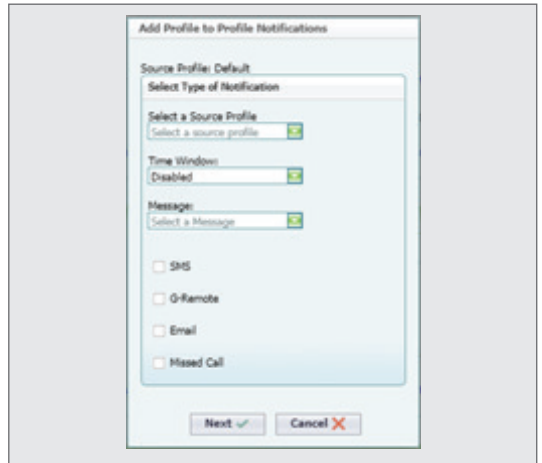 Add Profile to Profile Notifications
Source Profile: Default
Select Type of Notification
Select a Source Profile
Select a source profile
Time Window:
Disabled
Message:
Select a Message
SMS
G-Remote
Email
Missed Call
Next Cancel